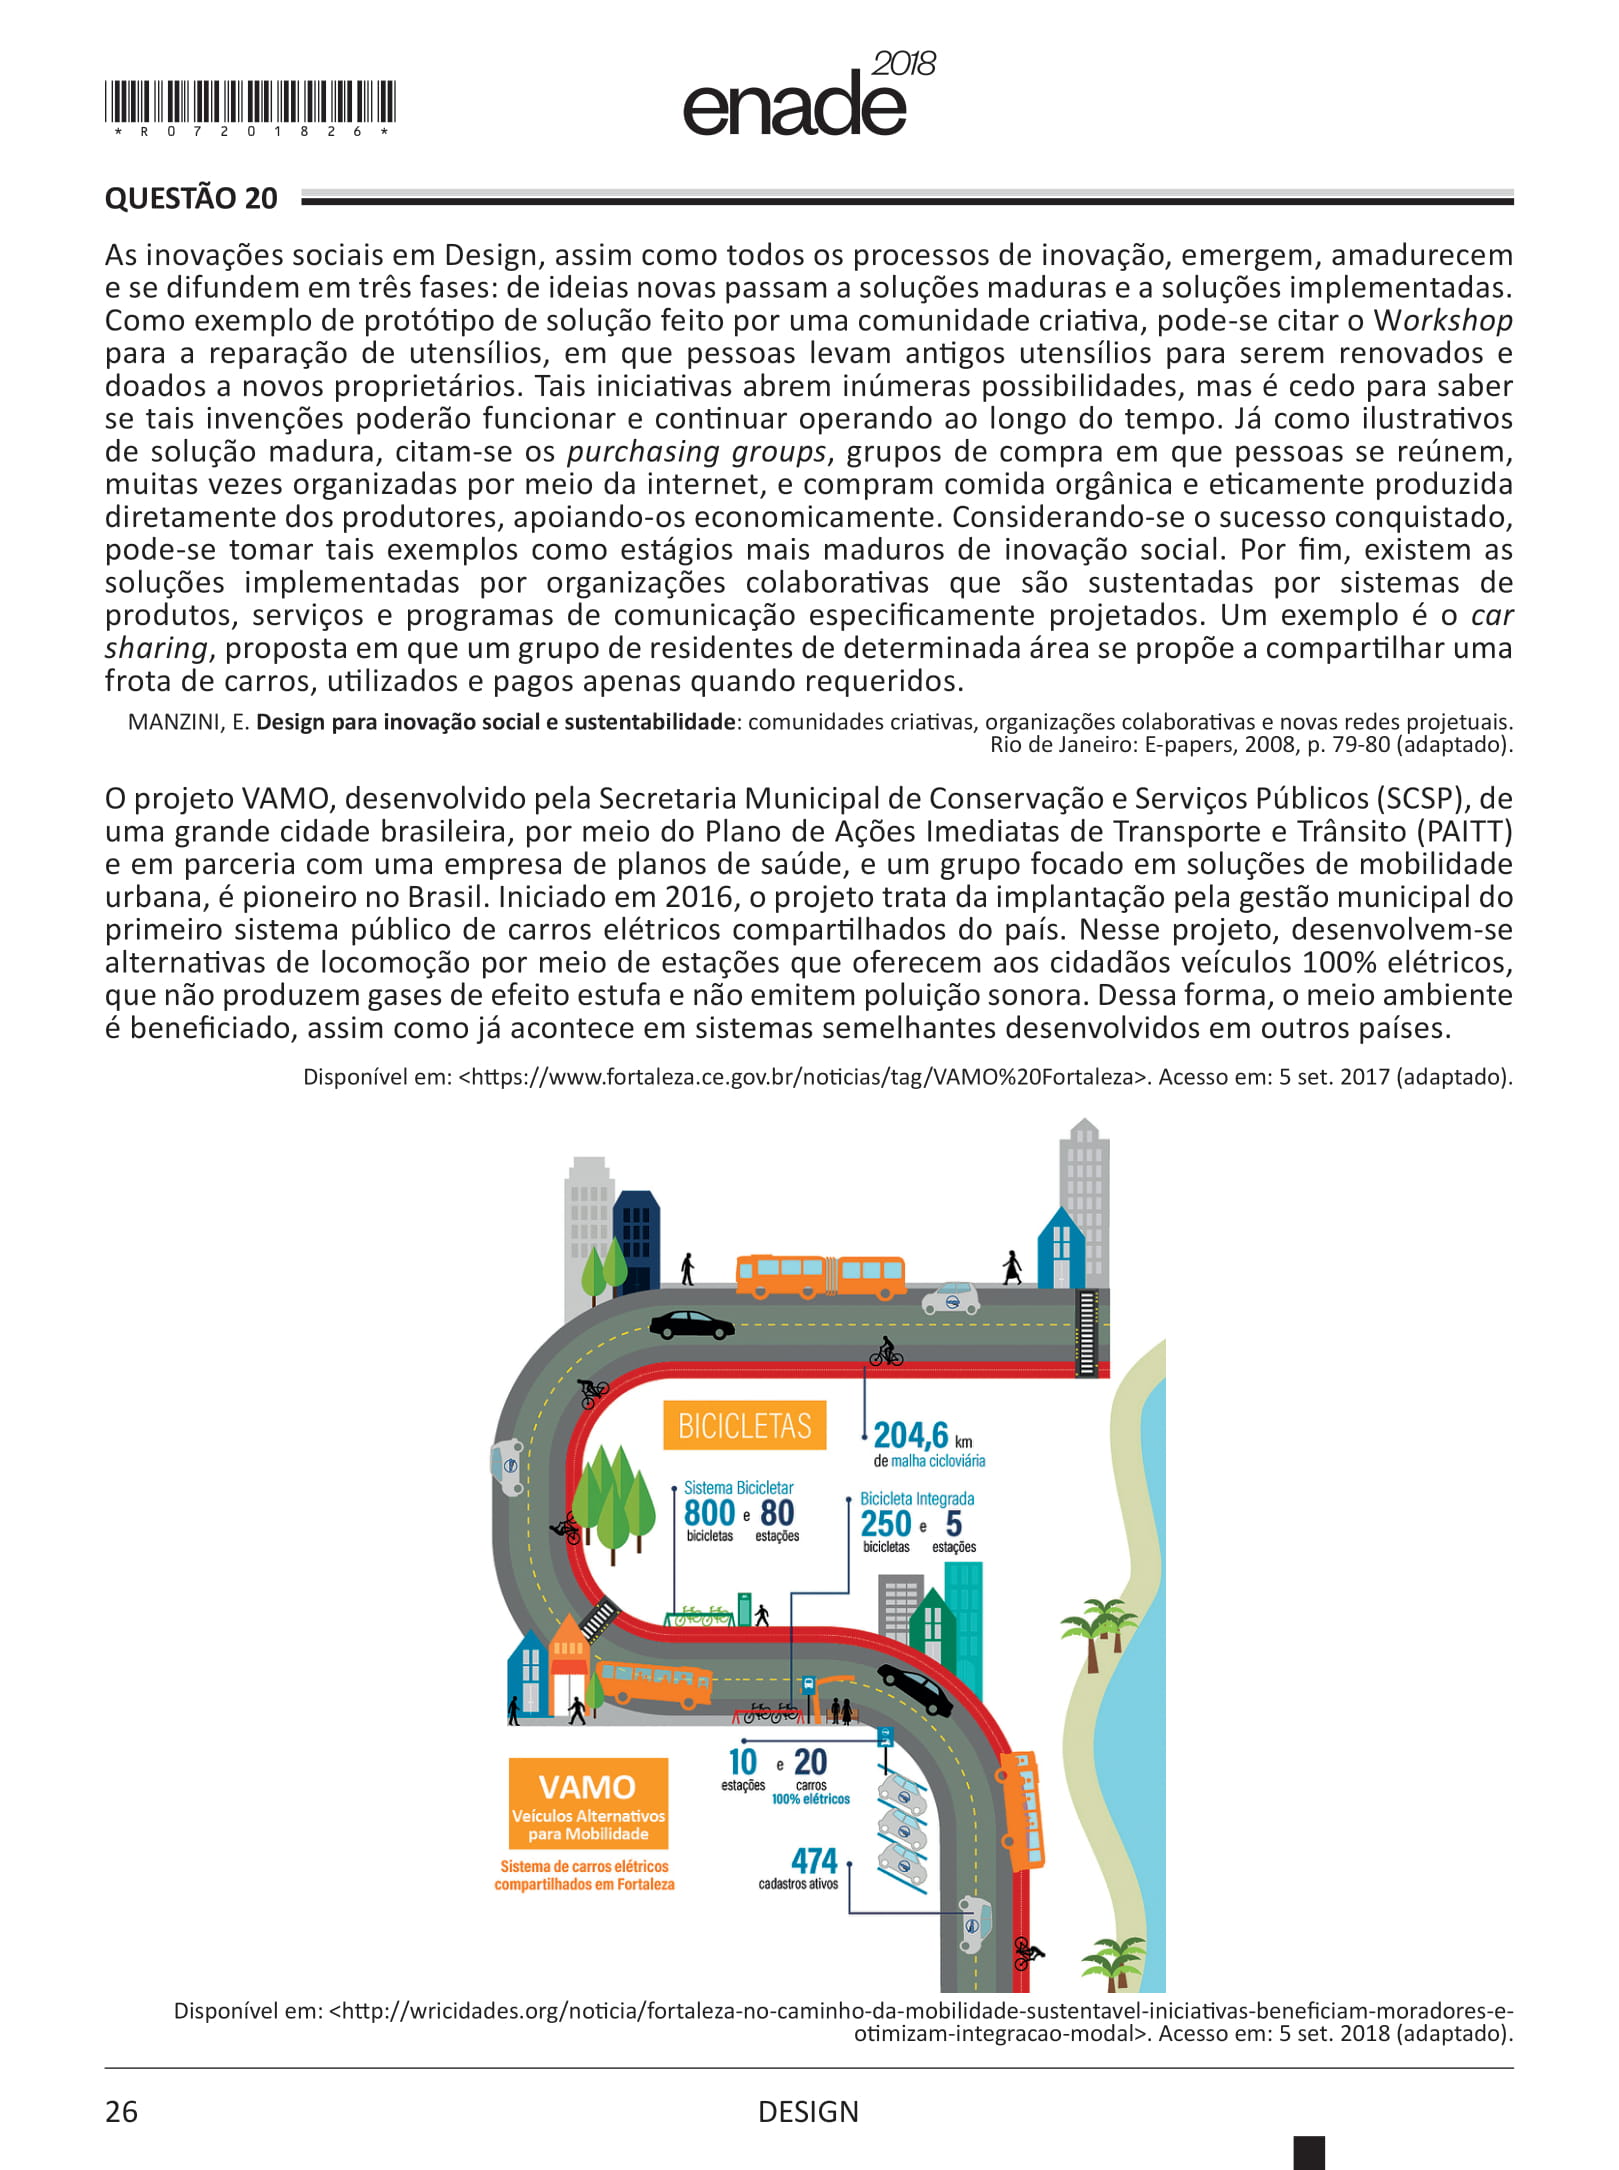 * R 0 7 2 0 1 8 2 6 *
enade 2018
QUESTÃO 20
As inovações sociais em Design, assim como todos os processos de inovação, emergem, amadurecem
e se difundem em três fases: de ideias novas passam a soluções maduras e a soluções implementadas.
Como exemplo de protótipo de solução feito por uma comunidade criativa, pode-se citar o Workshop
para a reparação de utensílios, em que pessoas levam antigos utensílios para serem renovados e
doados a novos proprietários. Tais iniciativas abrem inúmeras possibilidades, mas é cedo para saber
se tais invenções poderão funcionar e continuar operando ao longo do tempo. Já como ilustrativos
de solução madura, citam-se os purchasing groups, grupos de compra em que pessoas se reúnem,
muitas vezes organizadas por meio da internet, e compram comida orgânica e eticamente produzida
diretamente dos produtores, apoiando-os economicamente. Considerando-se o sucesso conquistado,
pode-se tomar tais exemplos como estágios mais maduros de inovação social. Por fim, existem as
soluções implementadas por organizações colaborativas que são sustentadas por sistemas de
produtos, serviços e programas de comunicação especificamente projetados. Um exemplo é o car
sharing, proposta em que um grupo de residentes de determinada área se propõe a compartilhar uma
frota de carros, utilizados e pagos apenas quando requeridos.
MANZINI, E. Design para inovação social e sustentabilidade: comunidades criativas, organizações colaborativas e novas redes projetuais.
Rio de Janeiro: E-papers, 2008, p. 79-80 (adaptado).
O projeto VAMO, desenvolvido pela Secretaria Municipal de Conservação e Serviços Públicos (SCSP), de
uma grande cidade brasileira, por meio do Plano de Ações Imediatas de Transporte e Trânsito (PAITT)
e em parceria com uma empresa de planos de saúde, e um grupo focado em soluções de mobilidade
urbana, é pioneiro no Brasil. Iniciado em 2016, o projeto trata da implantação pela gestão municipal do
primeiro sistema público de carros elétricos compartilhados do país. Nesse projeto, desenvolvem-se
alternativas de locomoção por meio de estações que oferecem aos cidadãos veículos 100% elétricos,
que não produzem gases de efeito estufa e não emitem poluição sonora. Dessa forma, o meio ambiente
é beneficiado, assim como já acontece em sistemas semelhantes desenvolvidos em outros países.
Disponível em: <https://www.fortaleza.ce.gov.br/noticias/tag/VAMO%20Fortaleza>. Acesso em: 5 set. 2017 (adaptado).
BICICLETAS
204,6 km
de malha cicloviária
Sistema Bicicletar
800 e 80
bicicletas estações
Bicicleta Integrada
250 e 5
bicicletas estações
10 e 20
estações carros
100% elétricos
VAMO
Veículos Alternativos
para Mobilidade
Sistema de carros elétricos
compartilhados em Fortaleza
474
cadastros ativos
Disponível em: <http://wricidades.org/noticia/fortaleza-no-caminho-da-mobilidade-sustentavel-iniciativas-beneficiam-moradores-e-
otimizam-integracao-modal>. Acesso em: 5 set. 2018 (adaptado).
26
DESIGN